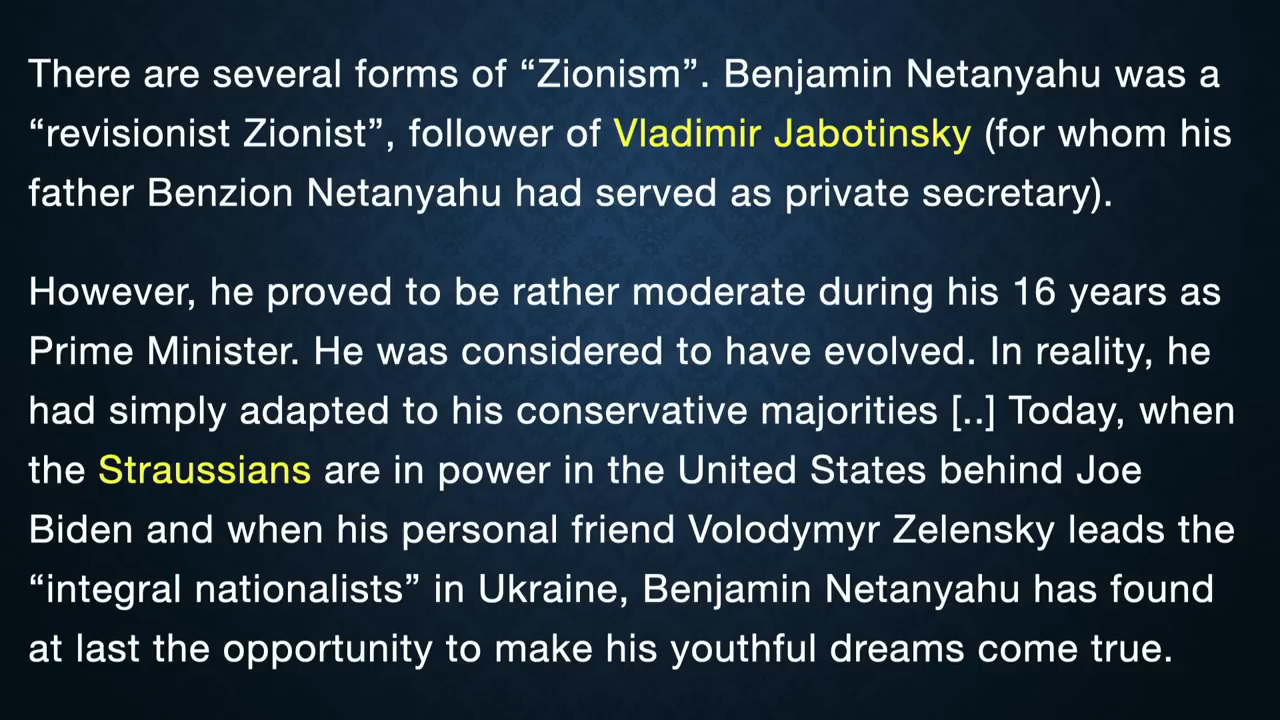 There are several forms of “Zionism”. Benjamin Netanyahu was a
“revisionist Zionist”, follower of Vladimir Jabotinsky (for whom his
father Benzion Netanyahu had served as private secretary).
However, he proved to be rather moderate during his 16 years as
Prime Minister. He was considered to have evolved. In reality, he
had simply adapted to his conservative majorities [..] Today, when
the Straussians are in power in the United States behind Joe
Biden and when his personal friend Volodymyr Zelensky leads the
“integral nationalists” in Ukraine, Benjamin Netanyahu has found
at last the opportunity to make his youthful dreams come true.